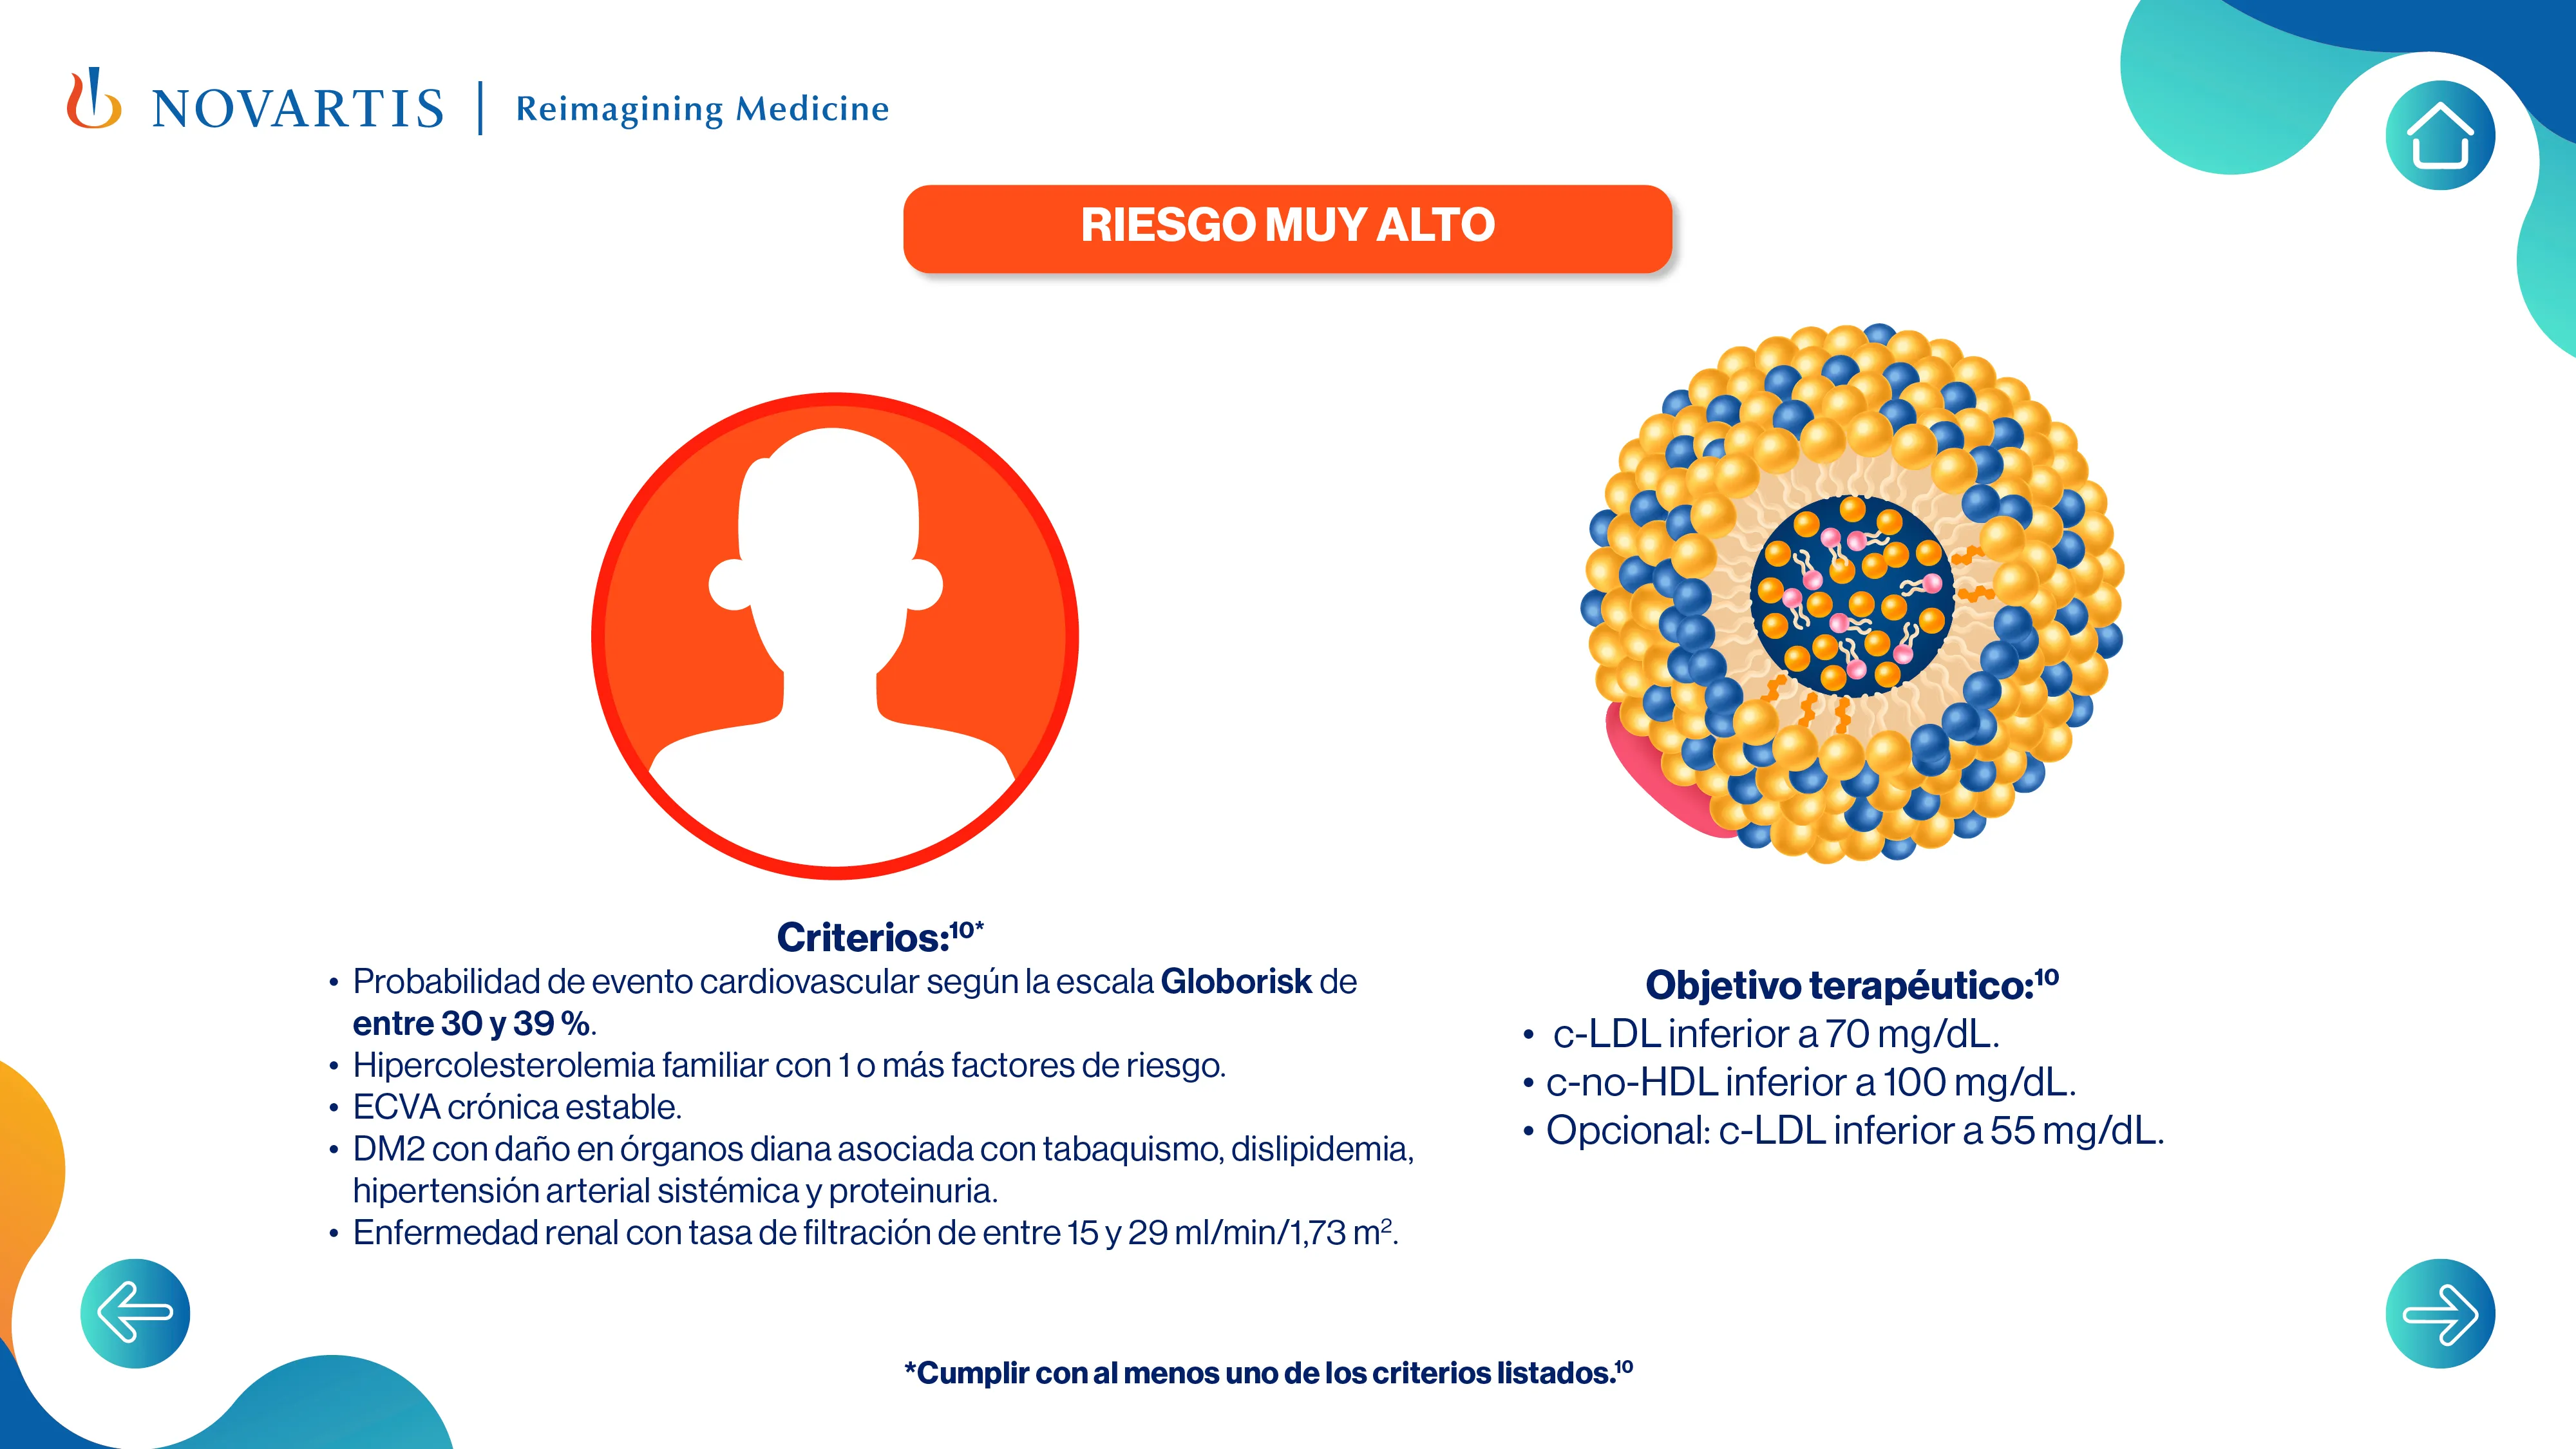 NOVARTIS | Reimagining Medicine
RIESGO MUY ALTO
Criterios:¹⁰*
• Probabilidad de evento cardiovascular según la escala Globorisk de
entre 30 y 39 %.
• Hipercolesterolemia familiar con 1 o más factores de riesgo.
• ECVA crónica estable.
• DM2 con daño en órganos diana asociada con tabaquismo, dislipidemia,
hipertensión arterial sistémica y proteinuria.
• Enfermedad renal con tasa de filtración de entre 15 y 29 ml/min/1,73 m².
Objetivo terapéutico:¹⁰
• c-LDL inferior a 70 mg/dL.
• c-no-HDL inferior a 100 mg/dL.
• Opcional: c-LDL inferior a 55 mg/dL.
*Cumplir con al menos uno de los criterios listados.¹⁰